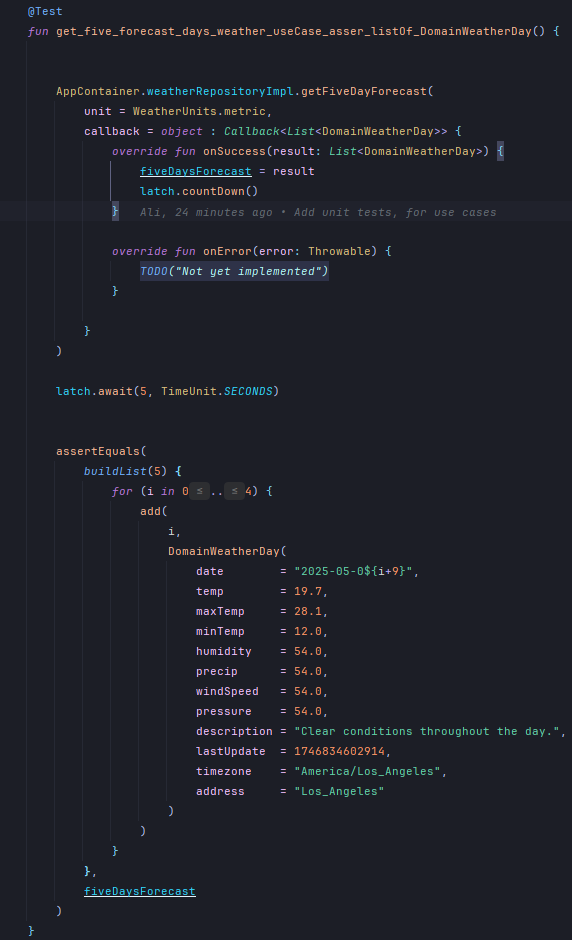 @Test
fun get_five_forecast_days_weather_useCase_asser_listOf_DomainWeatherDay() {
AppContainer.weatherRepositoryImpl.getFiveDayForecast(
unit = WeatherUnits.metric,
callback = object : Callback<List<DomainWeatherDay>> {
override fun onSuccess(result: List<DomainWeatherDay>) {
fiveDaysForecast = result
latch.countDown()
} Ali, 24 minutes ago • Add unit tests, for use cases
override fun onError(error: Throwable) {
TODO("Not yet implemented")
}
}
)
latch.await(5, TimeUnit.SECONDS)
assertEquals(
buildList(5) {
for (i in 0 ≤ .. ≤ 4) {
add(
i,
DomainWeatherDay(
date = "2025-05-0${i+9}",
temp = 19.7,
maxTemp = 28.1,
minTemp = 12.0,
humidity = 54.0,
precip = 54.0,
windSpeed = 54.0,
pressure = 54.0,
description = "Clear conditions throughout the day.",
lastUpdate = 1746834602914,
timezone = "America/Los_Angeles",
address = "Los_Angeles"
)
)
}
},
fiveDaysForecast
)
}